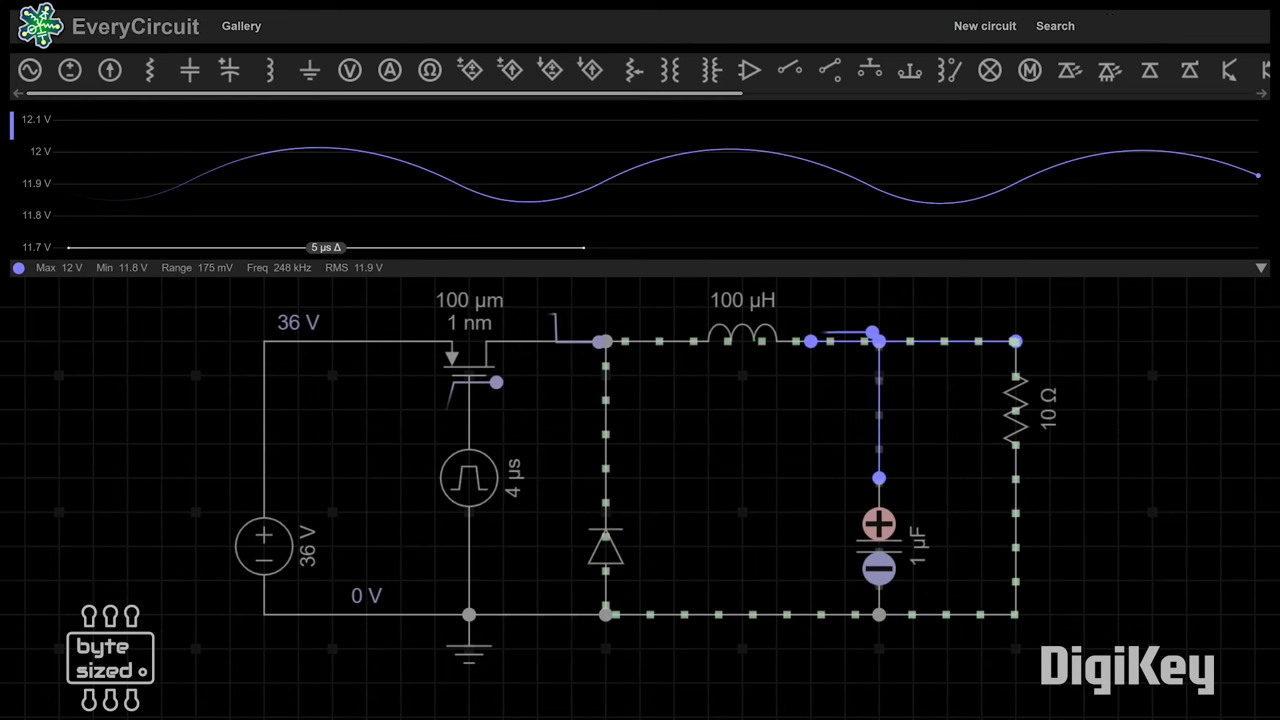 EveryCircuit Gallery New circuit Search
12.1 V
12 V
11.9 V
11.8 V
11.7 V
5 µs Δ
Max 12 V Min 11.8 V Range 175 mV Freq 248 kHz RMS 11.9 V
100 µm
1 nm
100 µH
36 V
10 Ω
4 µs
36 V
1 µF
0 V
byte
sized
DigiKey